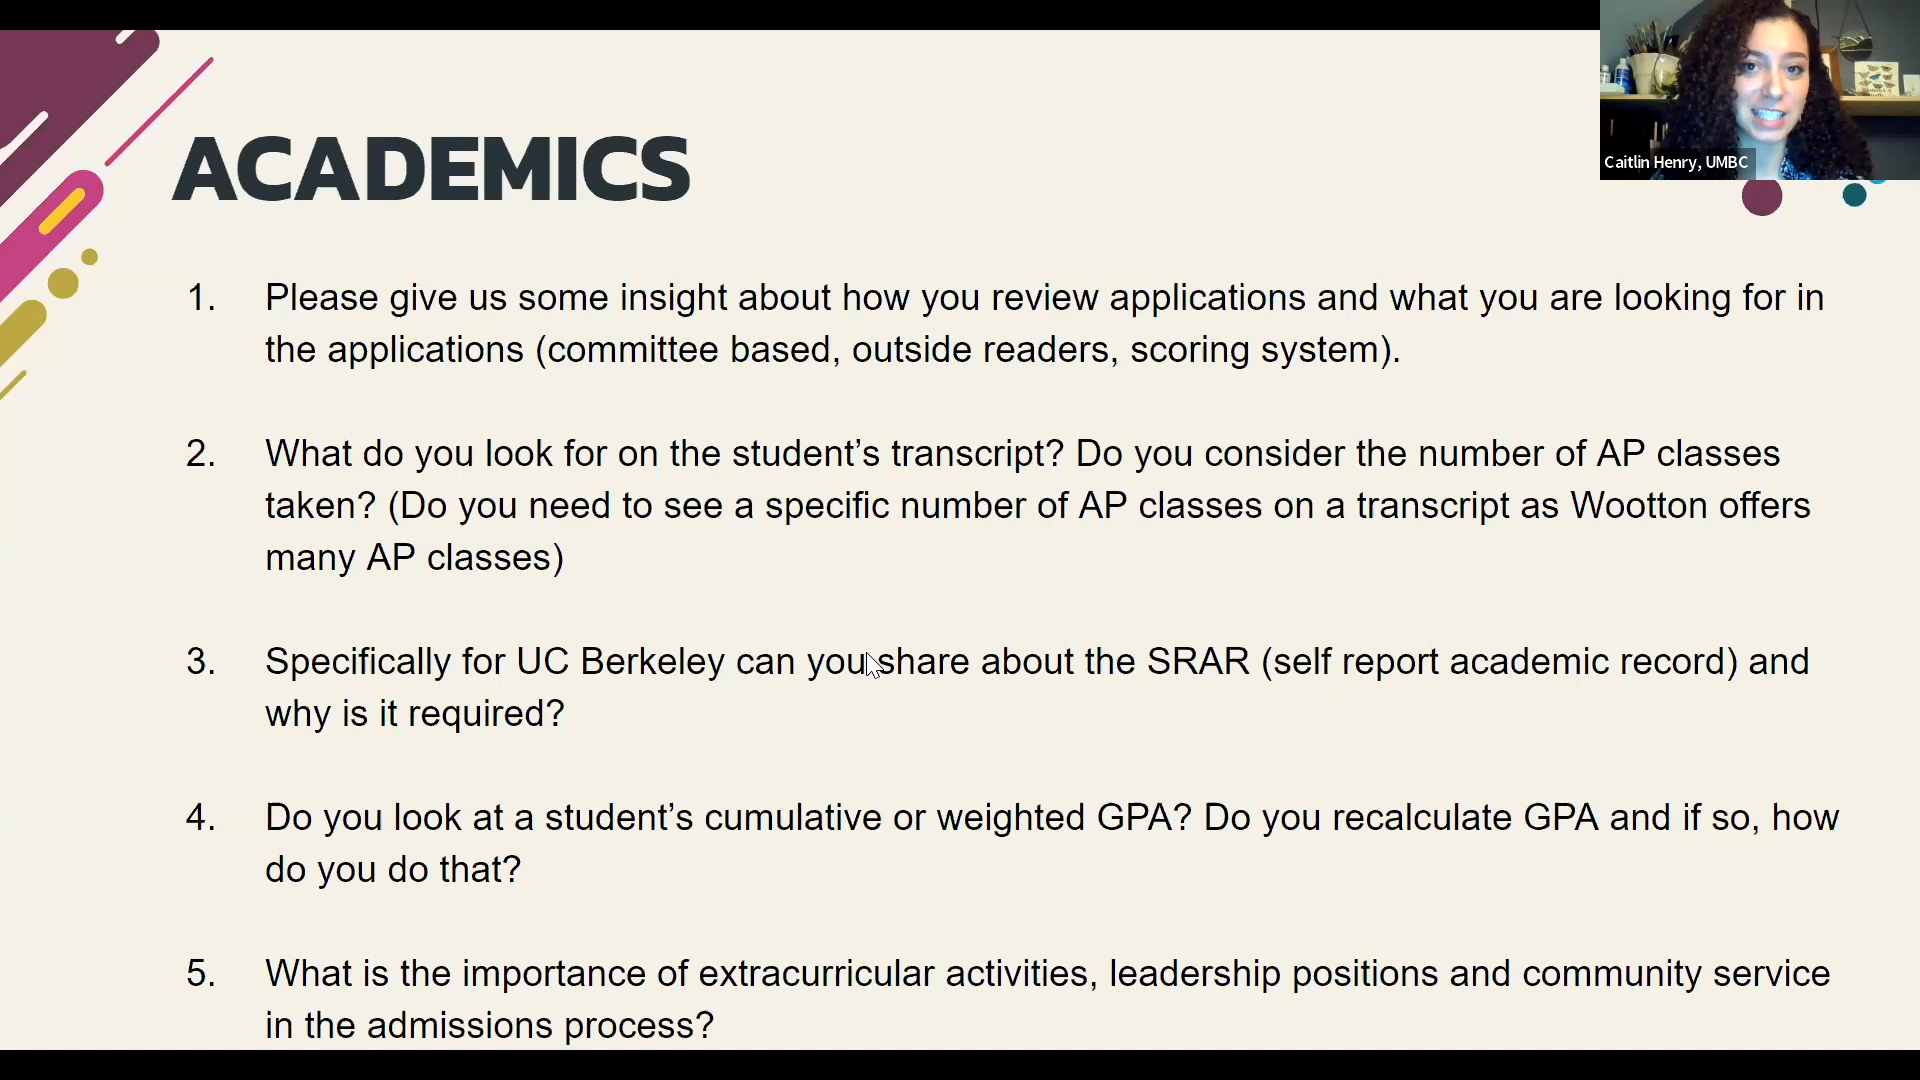 ACADEMICS
Caitlin Henry, UMBC
1. Please give us some insight about how you review applications and what you are looking for in
the applications (committee based, outside readers, scoring system).
2. What do you look for on the student’s transcript? Do you consider the number of AP classes
taken? (Do you need to see a specific number of AP classes on a transcript as Wootton offers
many AP classes)
3. Specifically for UC Berkeley can you share about the SRAR (self report academic record) and
why is it required?
4. Do you look at a student’s cumulative or weighted GPA? Do you recalculate GPA and if so, how
do you do that?
5. What is the importance of extracurricular activities, leadership positions and community service
in the admissions process?